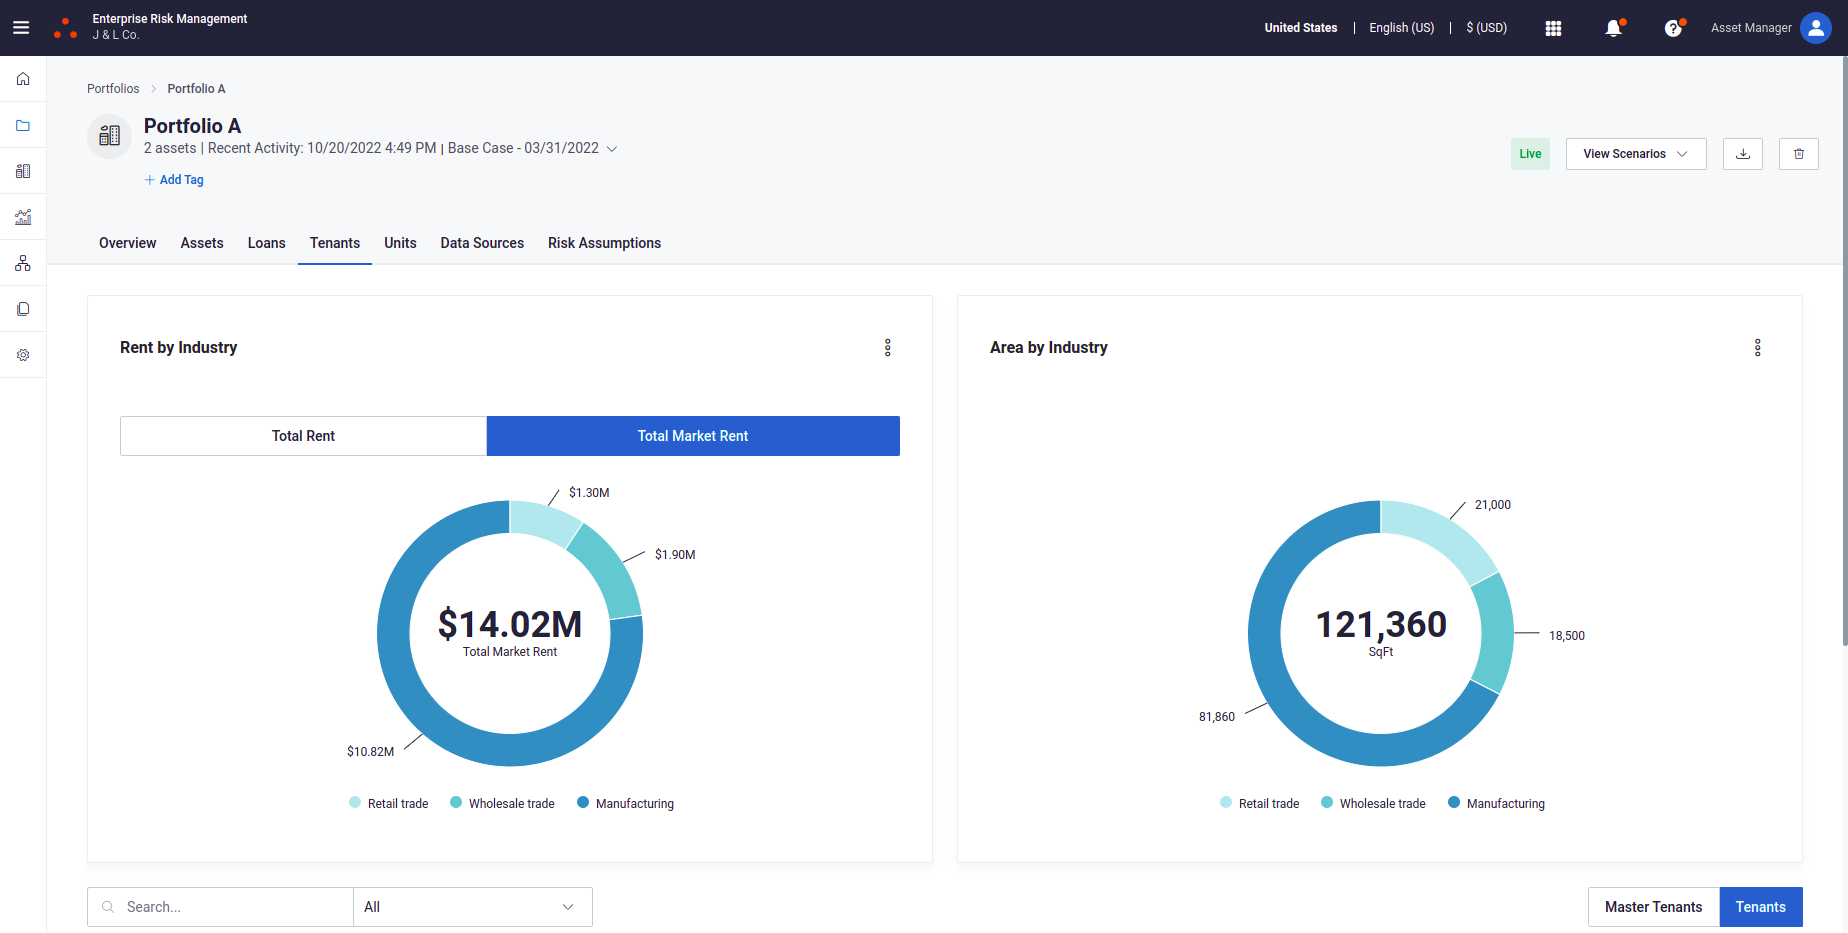 Enterprise Risk Management
J & L Co.
United States | English (US) | $ (USD)
?
Asset Manager
Portfolios > Portfolio A
Portfolio A
2 assets | Recent Activity: 10/20/2022 4:49 PM | Base Case - 03/31/2022
+ Add Tag
Live
View Scenarios
Overview Assets Loans Tenants Units Data Sources Risk Assumptions
Rent by Industry
Total Rent Total Market Rent
$1.30M
$1.90M
$14.02M
Total Market Rent
$10.82M
Retail trade Wholesale trade Manufacturing
Area by Industry
21,000
121,360
SqFt
18,500
81,860
Retail trade Wholesale trade Manufacturing
Search... All
Master Tenants Tenants